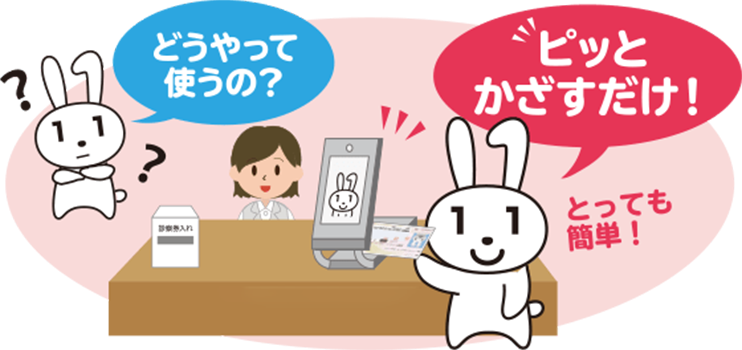 どうやって
使うの？
ピッと
かざすだけ！
とっても
簡単！
診察券入れ